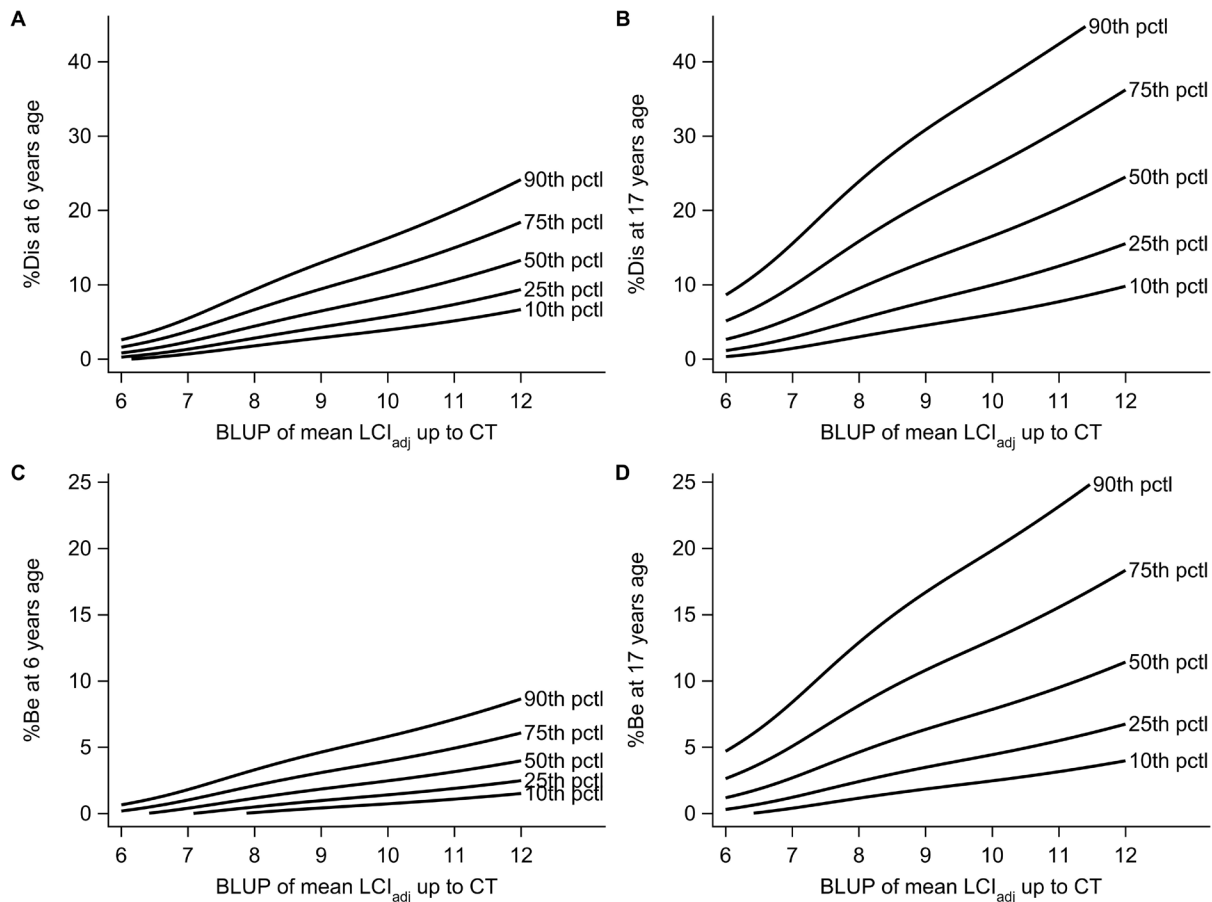 A
%Dis at 6 years age
40
30
20
10
0
90th pctl
75th pctl
50th pctl
25th pctl
10th pctl
6 7 8 9 10 11 12
BLUP of mean LCIadj up to CT
B
%Dis at 17 years age
40
30
20
10
0
90th pctl
75th pctl
50th pctl
25th pctl
10th pctl
6 7 8 9 10 11 12
BLUP of mean LCIadj up to CT
C
%Be at 6 years age
25
20
15
10
5
0
90th pctl
75th pctl
50th pctl
25th pctl
10th pctl
6 7 8 9 10 11 12
BLUP of mean LCIadj up to CT
D
%Be at 17 years age
25
20
15
10
5
0
90th pctl
75th pctl
50th pctl
25th pctl
10th pctl
6 7 8 9 10 11 12
BLUP of mean LCIadj up to CT